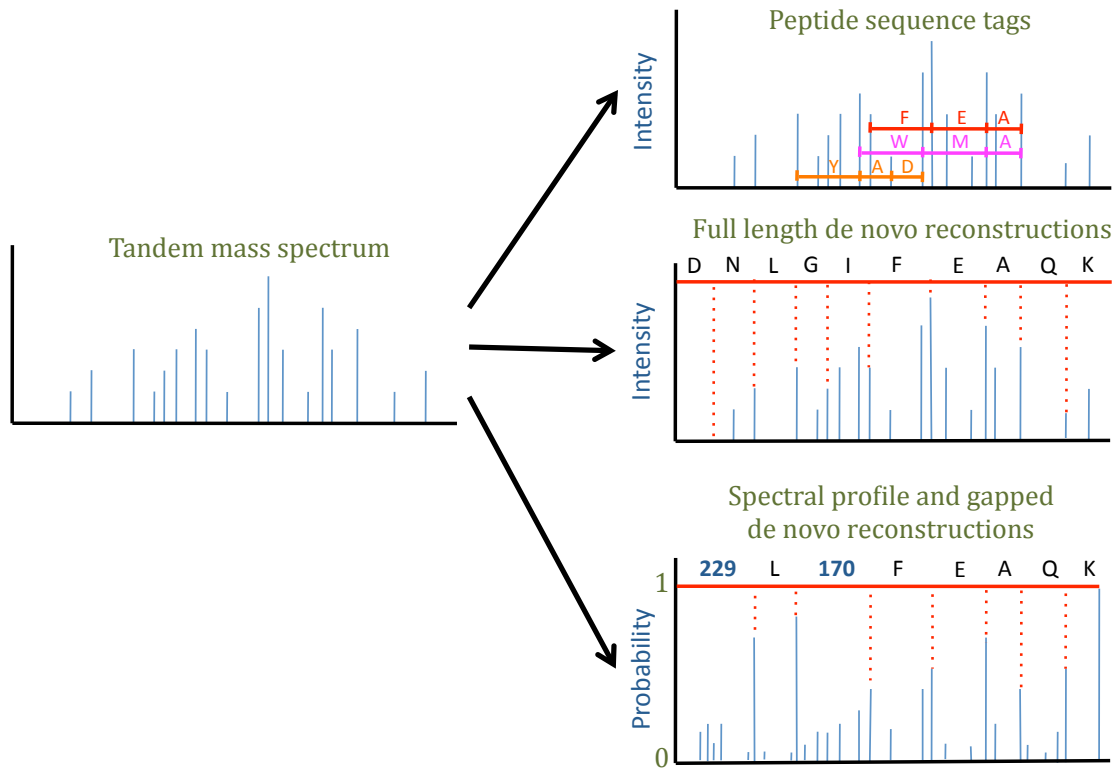 Peptide sequence tags
Intensity
F E A
W M A
Y A D
Tandem mass spectrum
Full length de novo reconstructions
D N L G I F E A Q K
Intensity
Spectral profile and gapped
de novo reconstructions
229 L 170 F E A Q K
1
Probability
0